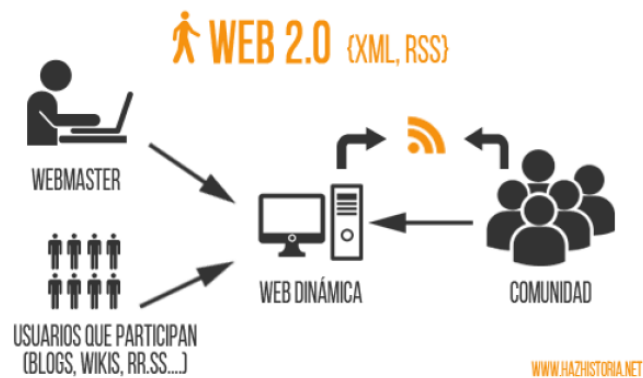 WEB 2.0 {XML, RSS}
WEBMASTER
WEB DINÁMICA
COMUNIDAD
USUARIOS QUE PARTICIPAN
(BLOGS, WIKIS, RR.SS....)
WWW.HAZHISTORIA.NET